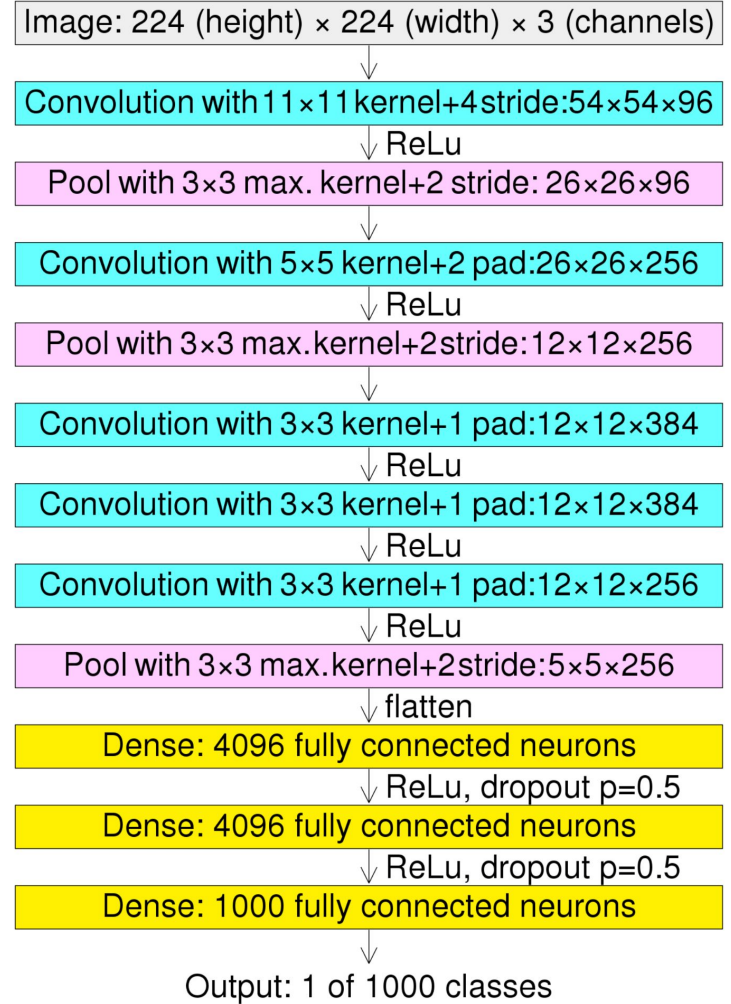 Image: 224 (height) × 224 (width) × 3 (channels)
Convolution with 11×11 kernel+4 stride:54×54×96
ReLu
Pool with 3×3 max. kernel+2 stride: 26×26×96
Convolution with 5×5 kernel+2 pad:26×26×256
ReLu
Pool with 3×3 max.kernel+2stride:12×12×256
Convolution with 3×3 kernel+1 pad:12×12×384
ReLu
Convolution with 3×3 kernel+1 pad:12×12×384
ReLu
Convolution with 3×3 kernel+1 pad:12×12×256
ReLu
Pool with 3×3 max.kernel+2stride:5×5×256
flatten
Dense: 4096 fully connected neurons
ReLu, dropout p=0.5
Dense: 4096 fully connected neurons
ReLu, dropout p=0.5
Dense: 1000 fully connected neurons
Output: 1 of 1000 classes